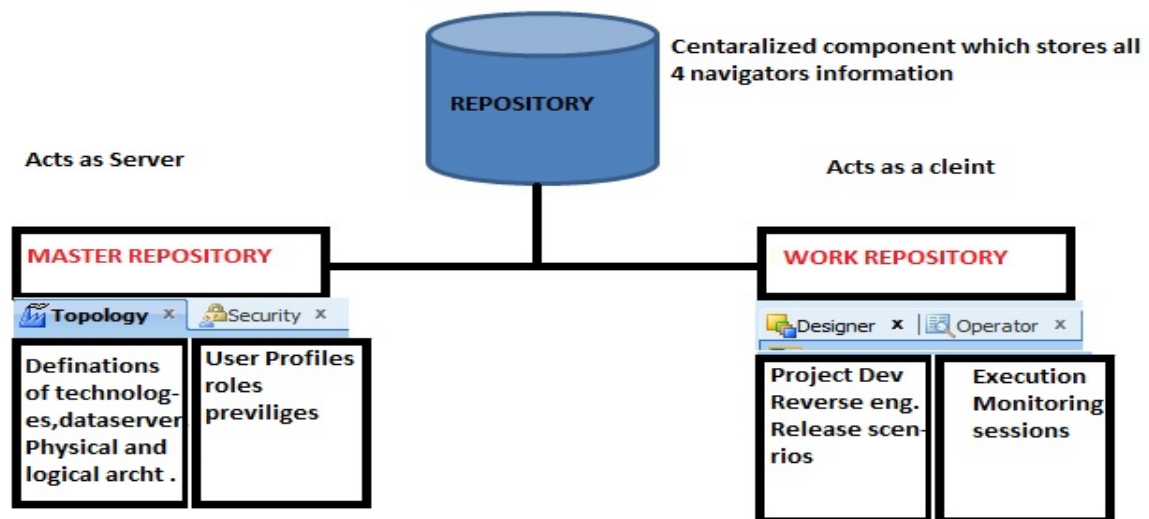 Centaralized component which stores all
4 navigators information
REPOSITORY
Acts as Server
Acts as a cleint
MASTER REPOSITORY
WORK REPOSITORY
Topology x
Security x
Designer x
Operator x
Definations
of technolog-
es,dataserver
Physical and
logical archt .
User Profiles
roles
previliges
Project Dev
Reverse eng.
Release scen-
rios
Execution
Monitoring
sessions